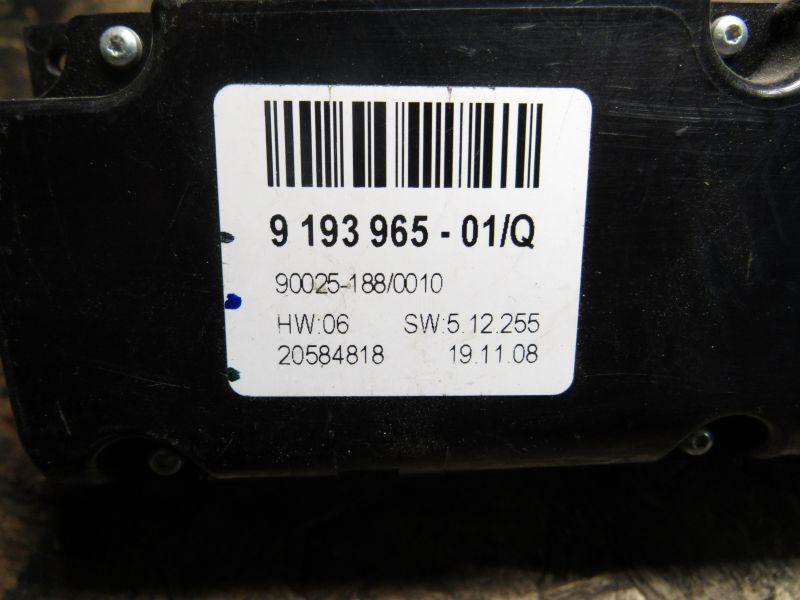 9 193 965 - 01/Q
90025-188/0010
HW:06 SW:5.12.255
20584818 19.11.08